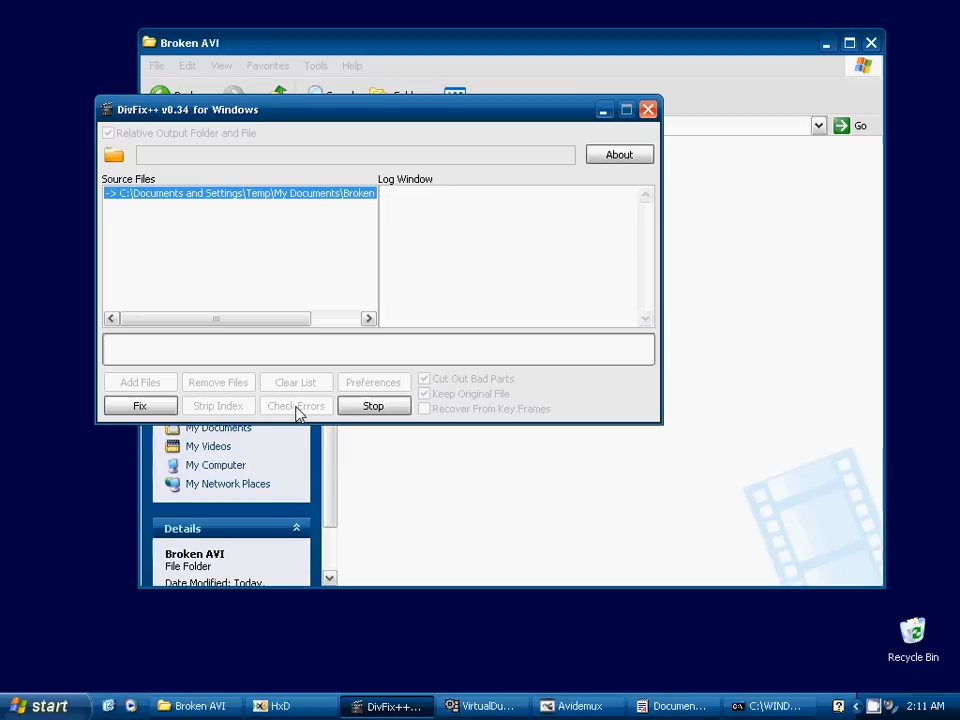 Broken AVI
File Edit View Favorites Tools Help
DivFix++ v0.34 for Windows
Go
Relative Output Folder and File
About
Source Files
Log Window
-> C:\Documents and Settings\Temp\My Documents\Broken
Add Files Remove Files Clear List Preferences
Cut Out Bad Parts
Keep Original File
Fix Strip Index Check Errors Stop
Recover From Key Frames
My Documents
My Videos
My Computer
My Network Places
Details
Broken AVI
File Folder
Date Modified: Today,
Recycle Bin
start Broken AVI HxD DivFix++... VirtualDu... Avidemux Documen... C:\WIND... 2:11 AM